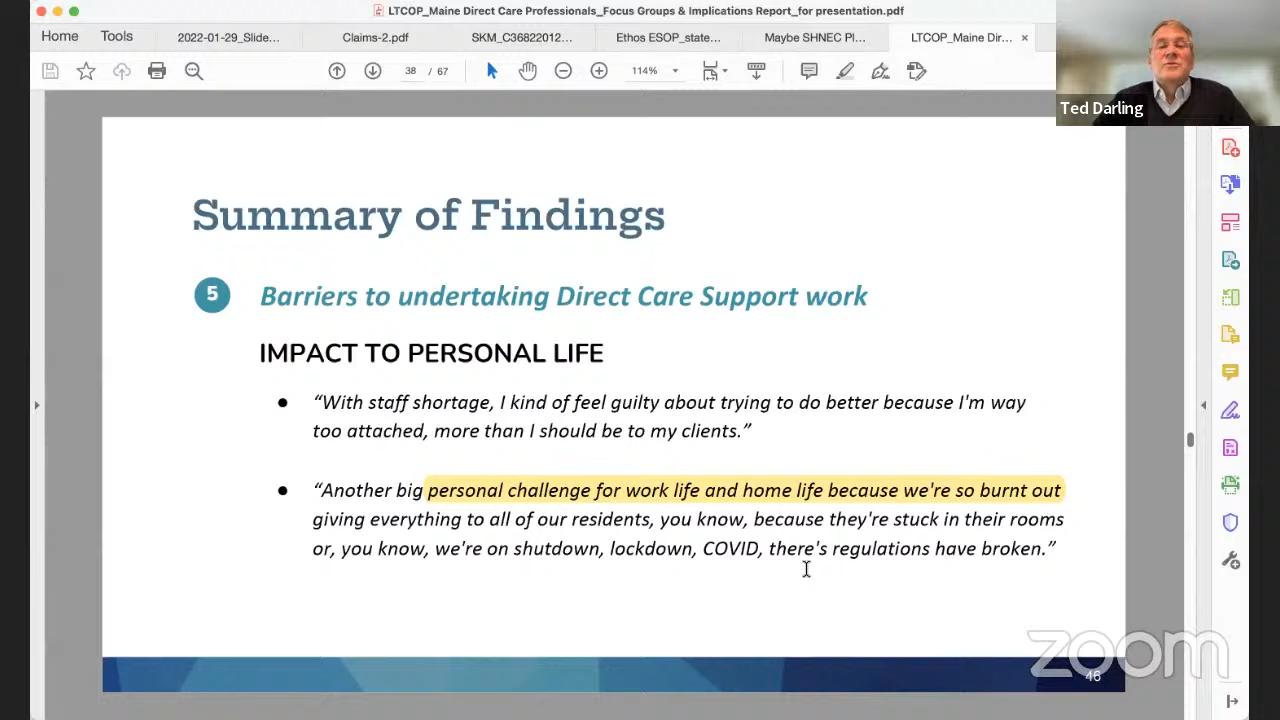 LTCOP_Maine Direct Care Professionals_Focus Groups & Implications Report_for presentation.pdf
Home
Tools
2022-01-29_Slide...
Claims-2.pdf
SKM_C36822012...
Ethos ESOP_state...
Maybe SHNEC Pl...
LTCOP_Maine Dir...
38 / 67
114%
Ted Darling
Summary of Findings
5
Barriers to undertaking Direct Care Support work
IMPACT TO PERSONAL LIFE
● “With staff shortage, I kind of feel guilty about trying to do better because I'm way
too attached, more than I should be to my clients.”
● “Another big personal challenge for work life and home life because we're so burnt out
giving everything to all of our residents, you know, because they're stuck in their rooms
or, you know, we're on shutdown, lockdown, COVID, there's regulations have broken.”
zoom
46